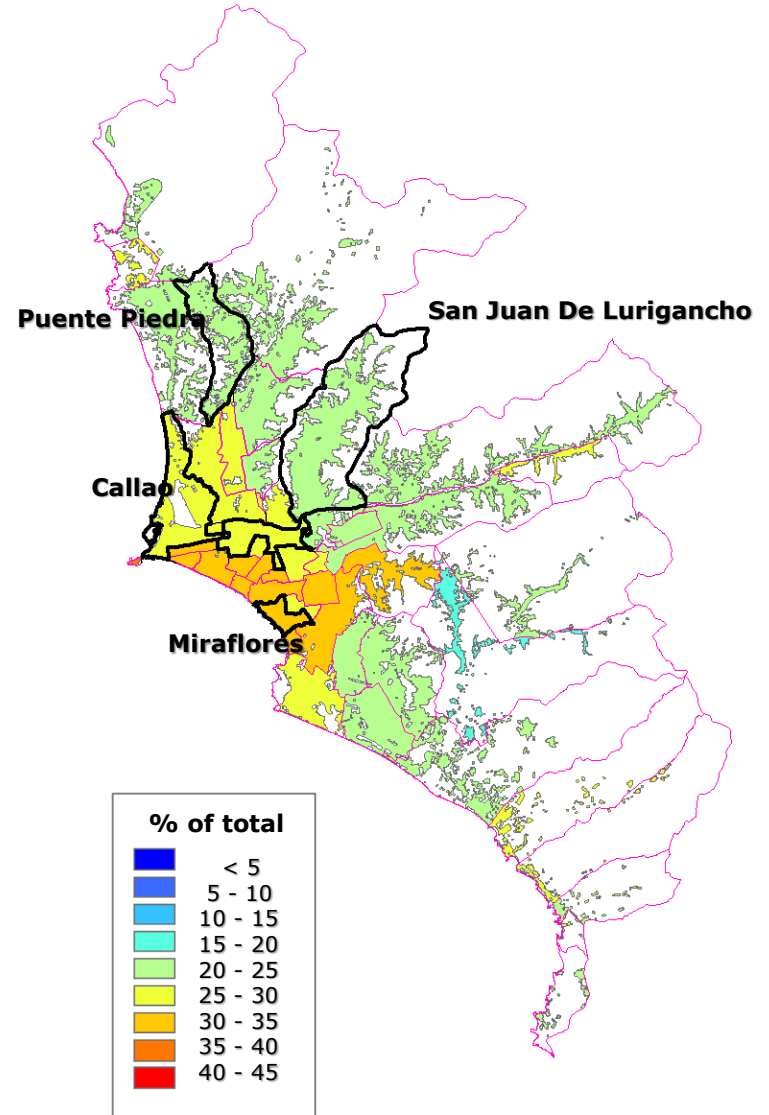 San Juan De Lurigancho
Puente Piedra
Callao
Miraflores
% of total
< 5
5 - 10
10 - 15
15 - 20
20 - 25
25 - 30
30 - 35
35 - 40
40 - 45